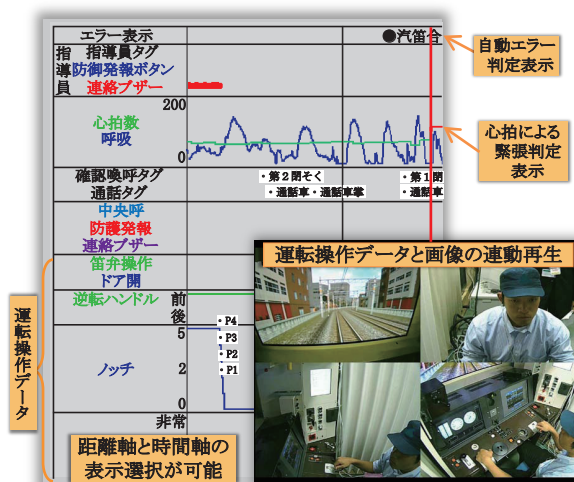 エラー表示
●汽笛合
自動エラー
判定表示
指導員
指導員タグ
防御発報ボタン
連絡ブザー
200
心拍数
呼吸
0
心拍による
緊張判定
表示
確認喚呼タグ
・第2閉そく
・第1閉
通話タグ
・通話車・通話車掌
・通話車
中央呼
防護発報
連絡ブザー
運転操作データと画像の連動再生
笛弁操作
ドア開
逆転ハンドル
前
後
運転操作データ
ノッチ
5
2
0
・P4
・P3
・P2
・P1
非常
距離軸と時間軸の
表示選択が可能